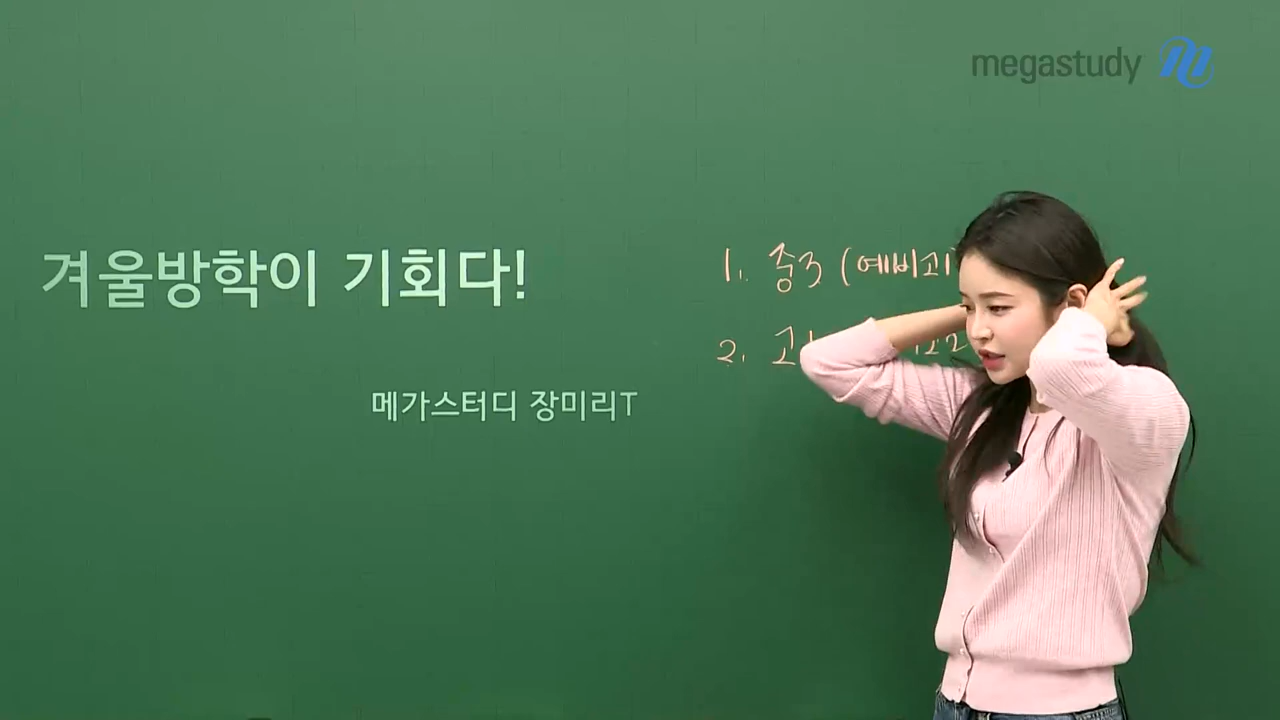 megastudy
겨울방학이 기회다!
메가스터디 장미리T
1. 중3 (예비고1
2. 고